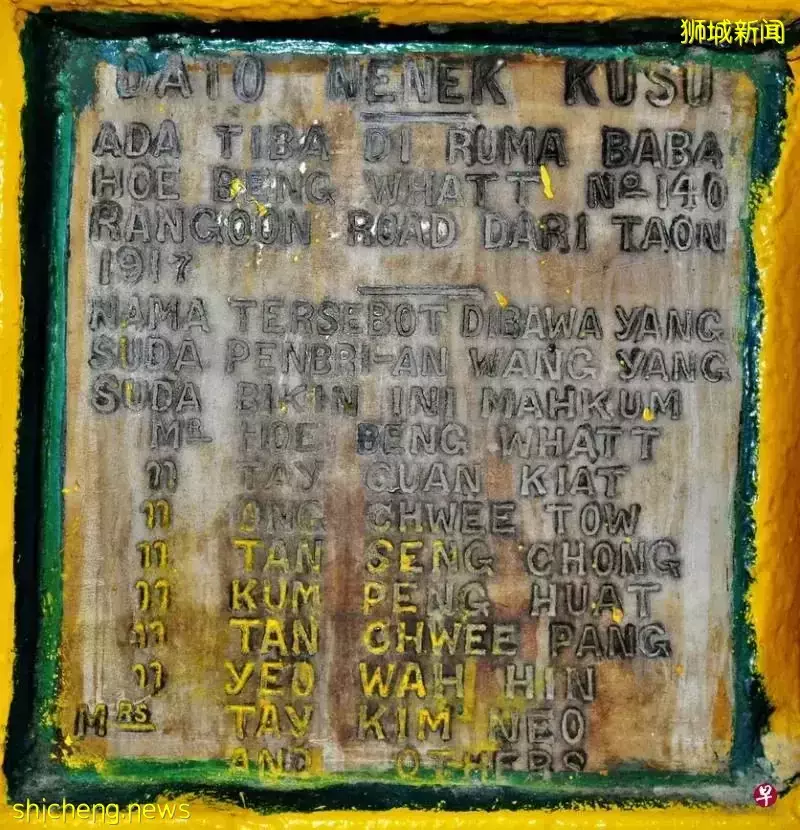 狮城新闻
DATO NENEK KUSU
ADA TIBA DI RUMA BABA
HOE BENG WHATT Nº 140
RANGOON ROAD DARI TAON
1917
NAMA TERSEBOT DIBAWA YANG
SUDA PENBRI-AN WANG YANG
SUDA BIKIN INI MAHKUM
MR HOE BENG WHATT
" TAY QUAN KIAT
" ONG CHWEE TOW
" TAN SENG CHONG
" KUM PENG HUAT
" TAN CHWEE PANG
" YEO WAH HIN
MRS TAY KIM NEO
AND OTHERS
shicheng.news
早